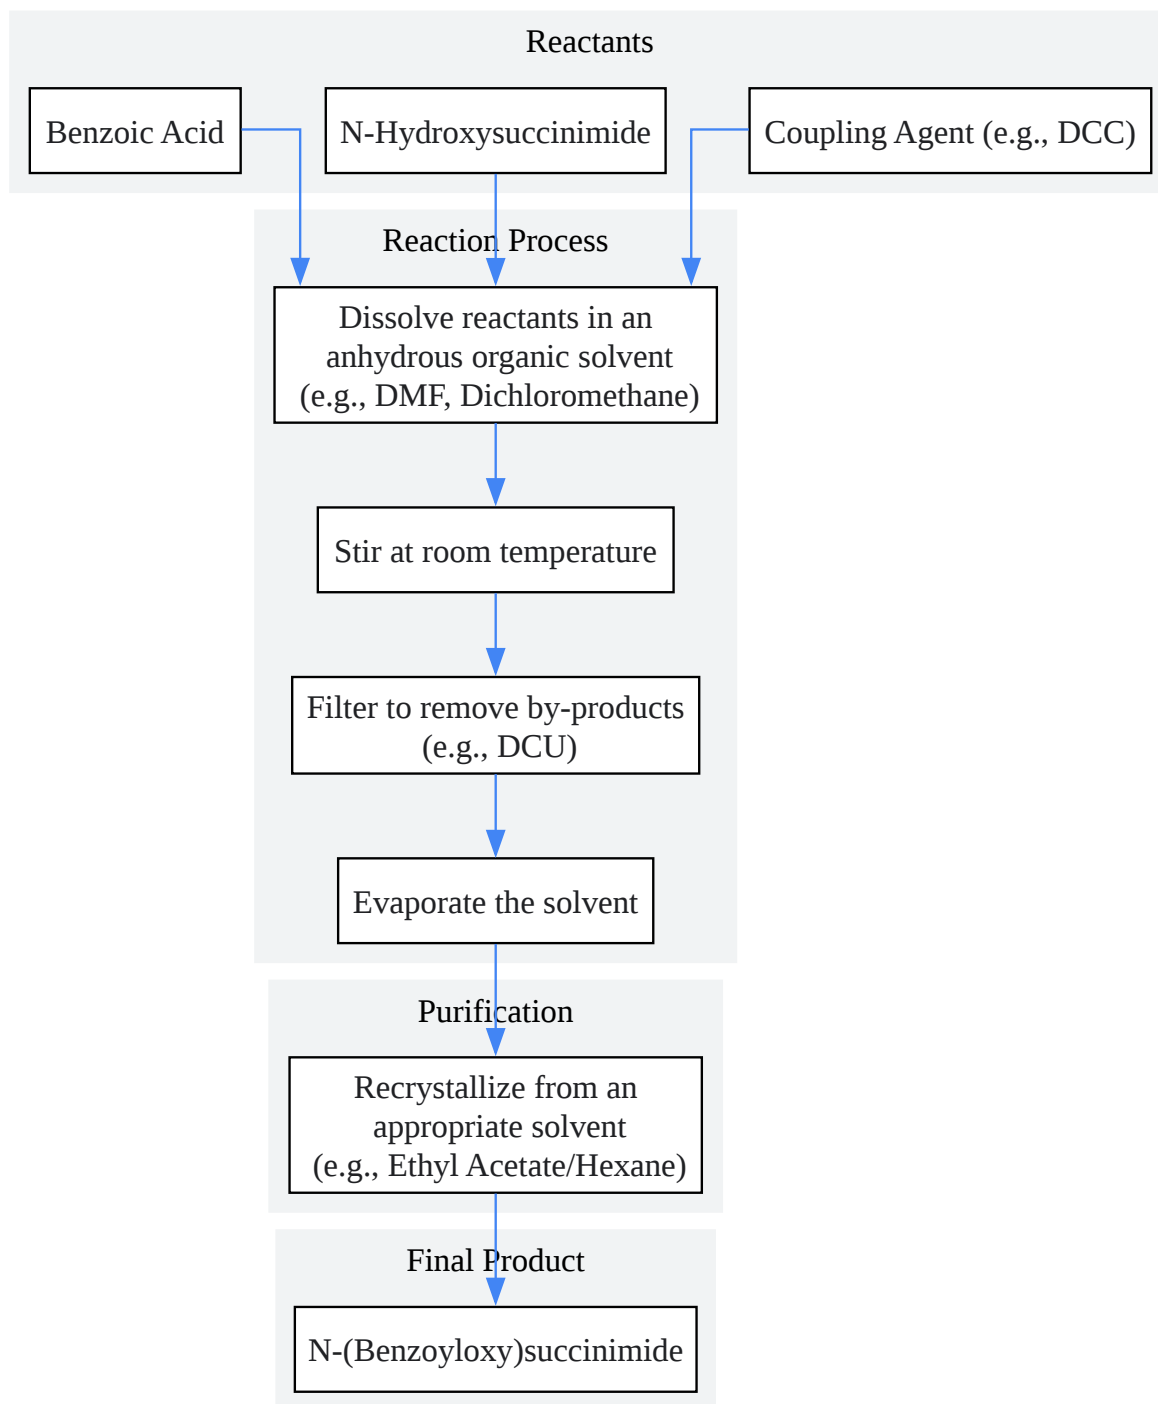 Reactants
Benzoic Acid
N-Hydroxysuccinimide
Coupling Agent (e.g., DCC)
Reaction Process
Dissolve reactants in an
anhydrous organic solvent
(e.g., DMF, Dichloromethane)
Stir at room temperature
Filter to remove by-products
(e.g., DCU)
Evaporate the solvent
Purification
Recrystallize from an
appropriate solvent
(e.g., Ethyl Acetate/Hexane)
Final Product
N-(Benzoyloxy)succinimide